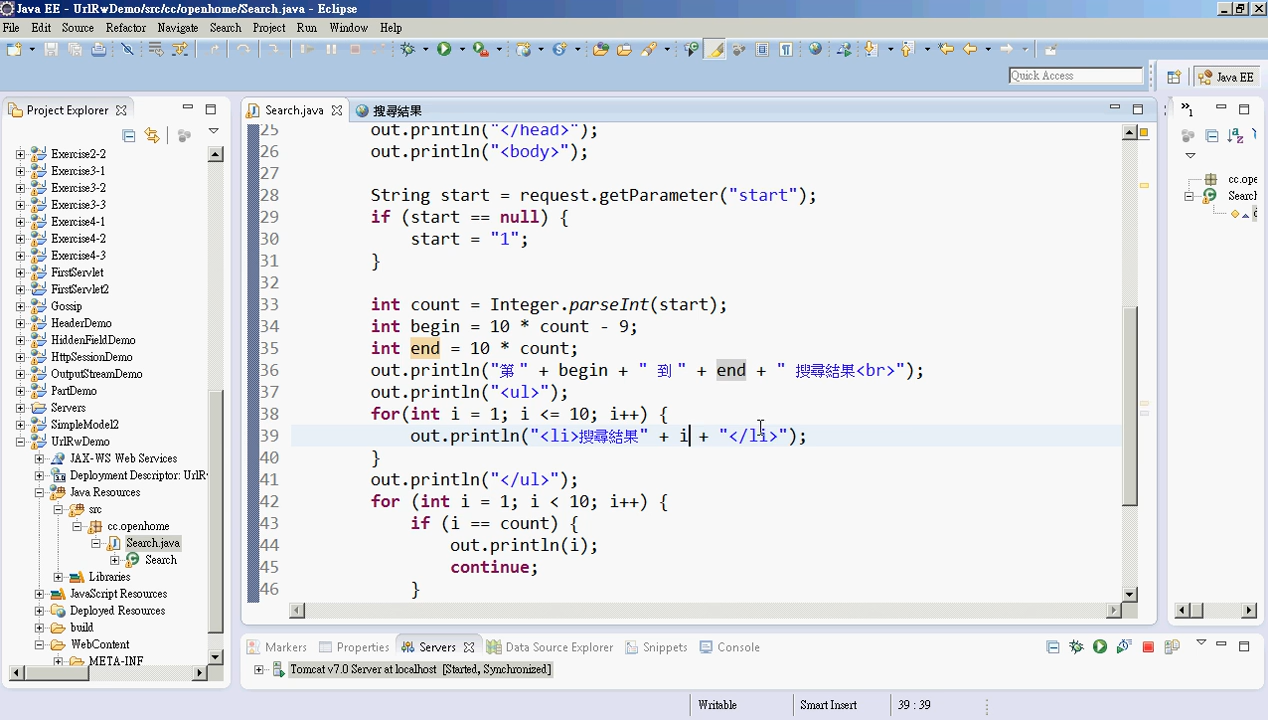 Java EE - UrlRwDemo/src/cc/openhome/Search.java - Eclipse
File Edit Source Refactor Navigate Search Project Run Window Help
Quick Access
Java EE
Project Explorer
Search.java
搜尋結果
Exercise2-2
Exercise3-1
Exercise3-2
Exercise3-3
Exercise4-1
Exercise4-2
Exercise4-3
FirstServlet
FirstServlet2
Gossip
HeaderDemo
HiddenFieldDemo
HttpSessionDemo
OutputStreamDemo
PartDemo
Servers
SimpleModel2
UrlRwDemo
JAX-WS Web Services
Deployment Descriptor: UrlR
Java Resources
src
cc.openhome
Search.java
Search
Libraries
JavaScript Resources
Deployed Resources
build
WebContent
META-INF
25 out.println("</head>");
26 out.println("<body>");
27
28 String start = request.getParameter("start");
29 if (start == null) {
30 start = "1";
31 }
32
33 int count = Integer.parseInt(start);
34 int begin = 10 * count - 9;
35 int end = 10 * count;
36 out.println("第 " + begin + " 到 " + end + " 搜尋結果<br>");
37 out.println("<ul>");
38 for(int i = 1; i <= 10; i++) {
39 out.println("<li>搜尋結果" + i + "</li>");
40 }
41 out.println("</ul>");
42 for (int i = 1; i < 10; i++) {
43 if (i == count) {
44 out.println(i);
45 continue;
46 }
cc.ope
Search
Markers Properties Servers Data Source Explorer Snippets Console
Tomcat v7.0 Server at localhost [Started, Synchronized]
Writable Smart Insert 39 : 39